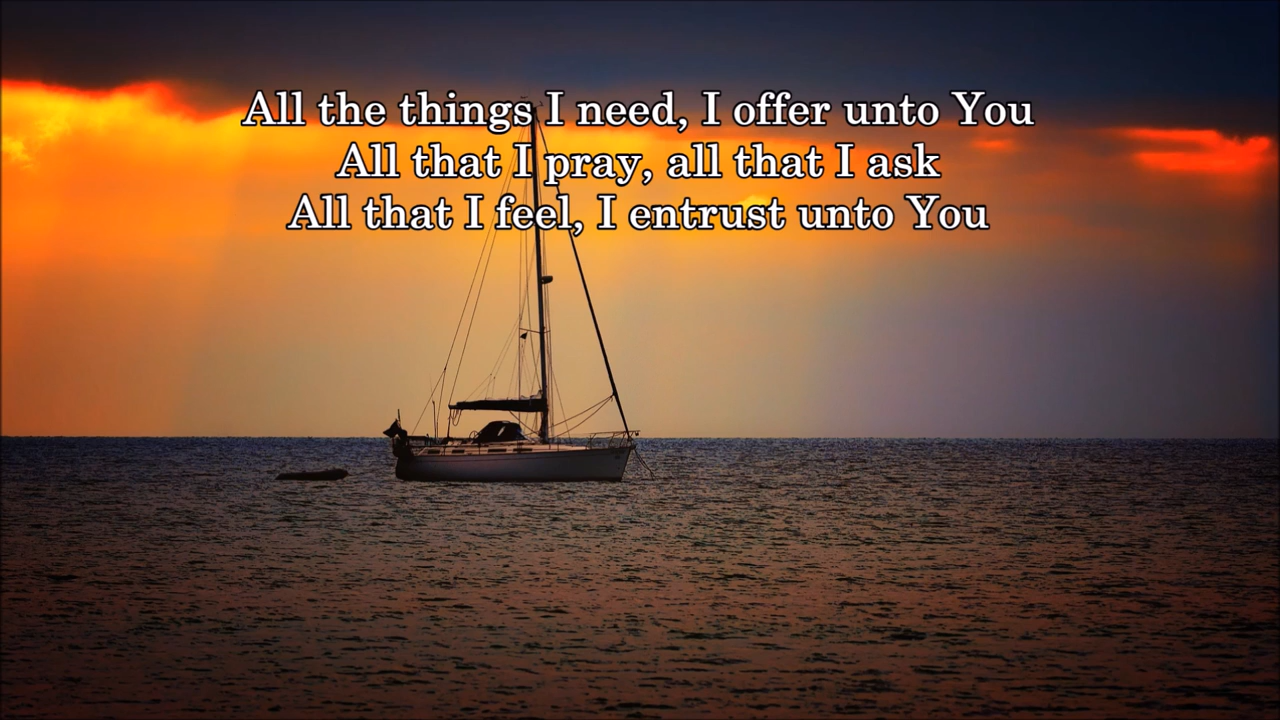 All the things I need, I offer unto You
All that I pray, all that I ask
All that I feel, I entrust unto You